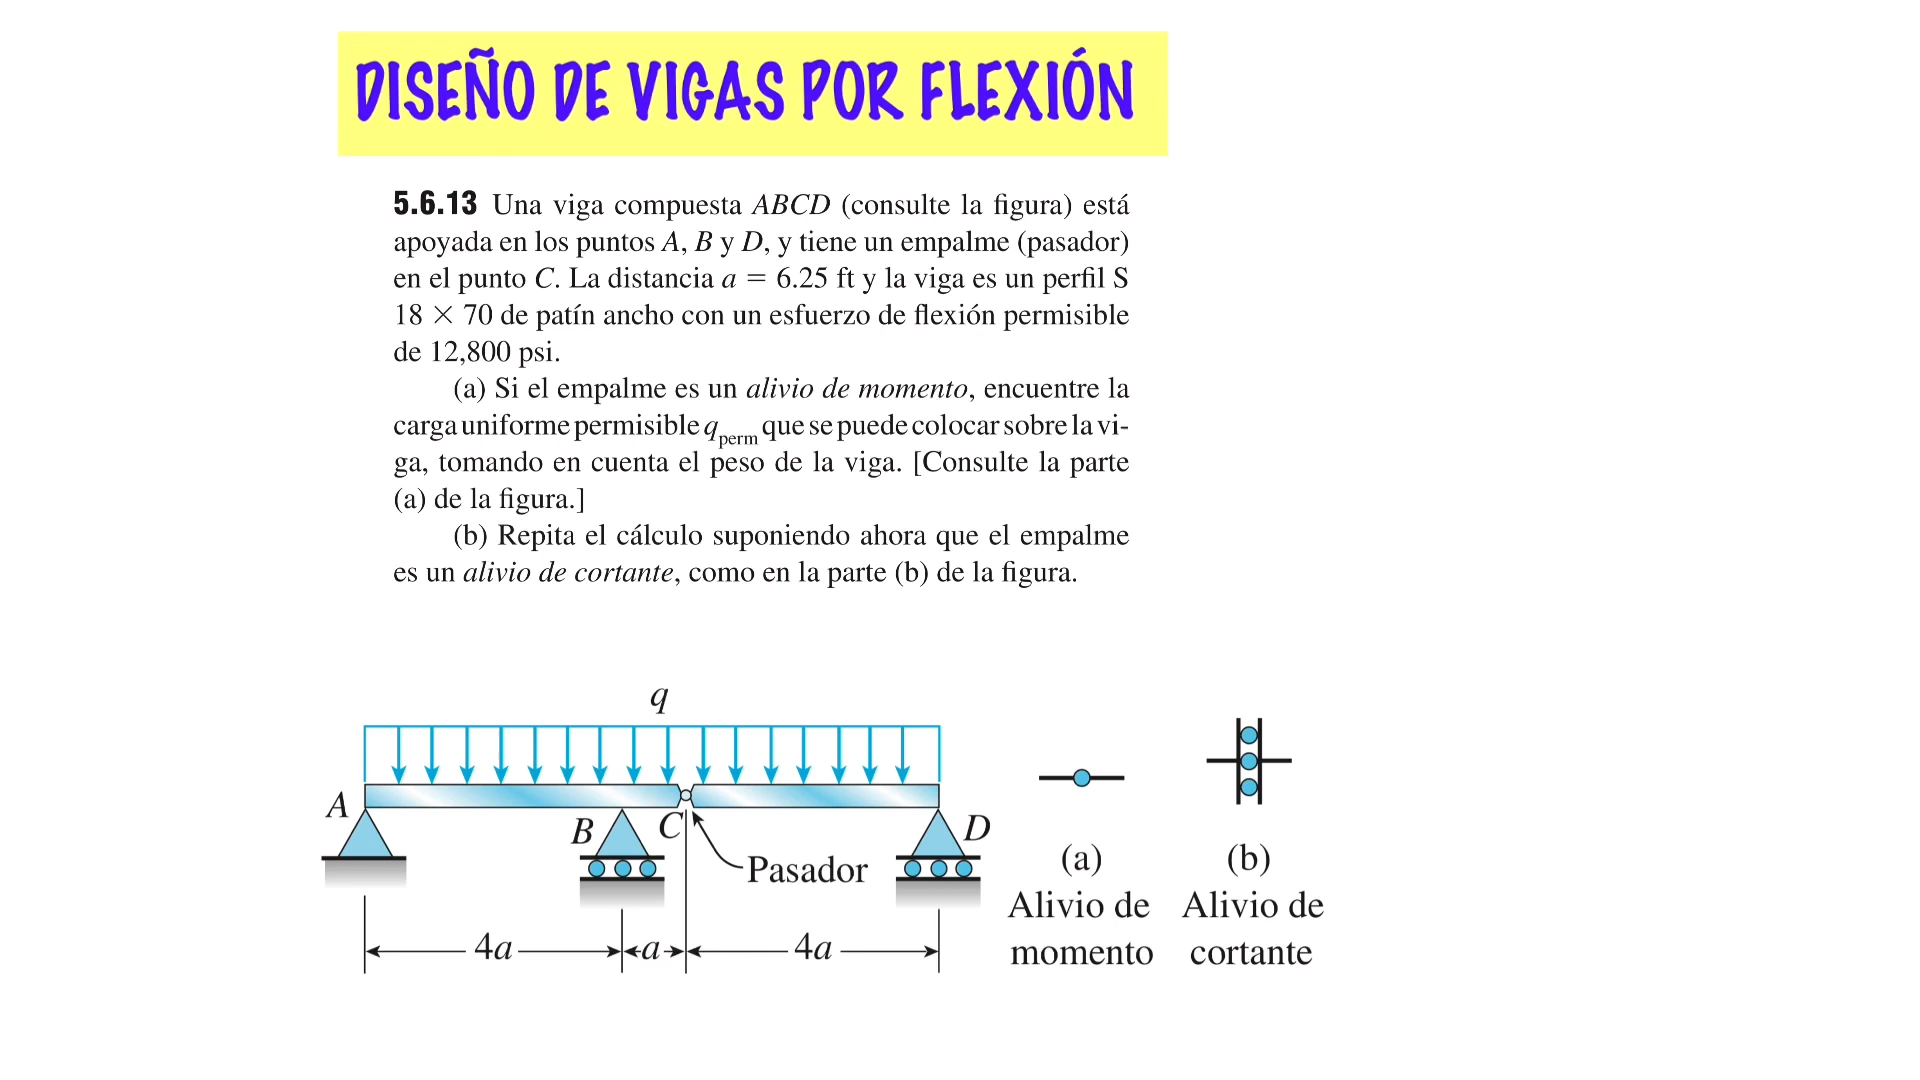 DISEÑO DE VIGAS POR FLEXIÓN
5.6.13 Una viga compuesta ABCD (consulte la figura) está
apoyada en los puntos A, B y D, y tiene un empalme (pasador)
en el punto C. La distancia a = 6.25 ft y la viga es un perfil S
18 × 70 de patín ancho con un esfuerzo de flexión permisible
de 12,800 psi.
(a) Si el empalme es un alivio de momento, encuentre la
carga uniforme permisible qperm que se puede colocar sobre la vi-
ga, tomando en cuenta el peso de la viga. [Consulte la parte
(a) de la figura.]
(b) Repita el cálculo suponiendo ahora que el empalme
es un alivio de cortante, como en la parte (b) de la figura.
q
A
B
C
D
Pasador
4a
a
4a
(a)
Alivio de
momento
(b)
Alivio de
cortante